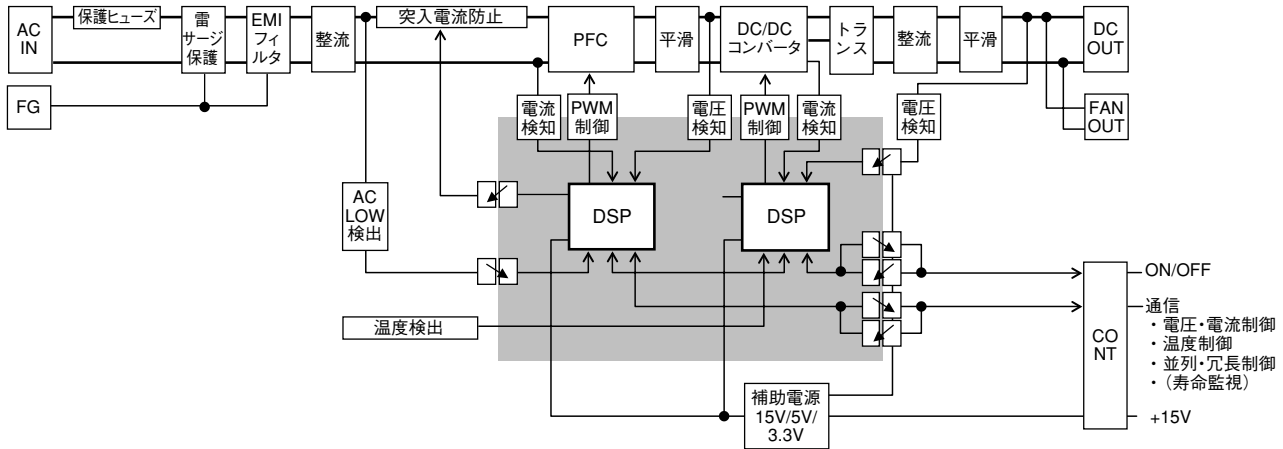 AC
IN
保護ヒューズ
雷
サージ
保護
EMI
フィ
ルタ
整流
突入電流防止
PFC
平滑
DC/DC
コンバータ
トラ
ンス
整流
平滑
DC
OUT
FG
電流
検知
PWM
制御
電圧
検知
PWM
制御
電流
検知
電圧
検知
FAN
OUT
AC
LOW
検出
DSP
DSP
温度検出
補助電源
15V/5V/
3.3V
CO
NT
ON/OFF
通信
・電圧・電流制御
・温度制御
・並列・冗長制御
・(寿命監視)
+15V